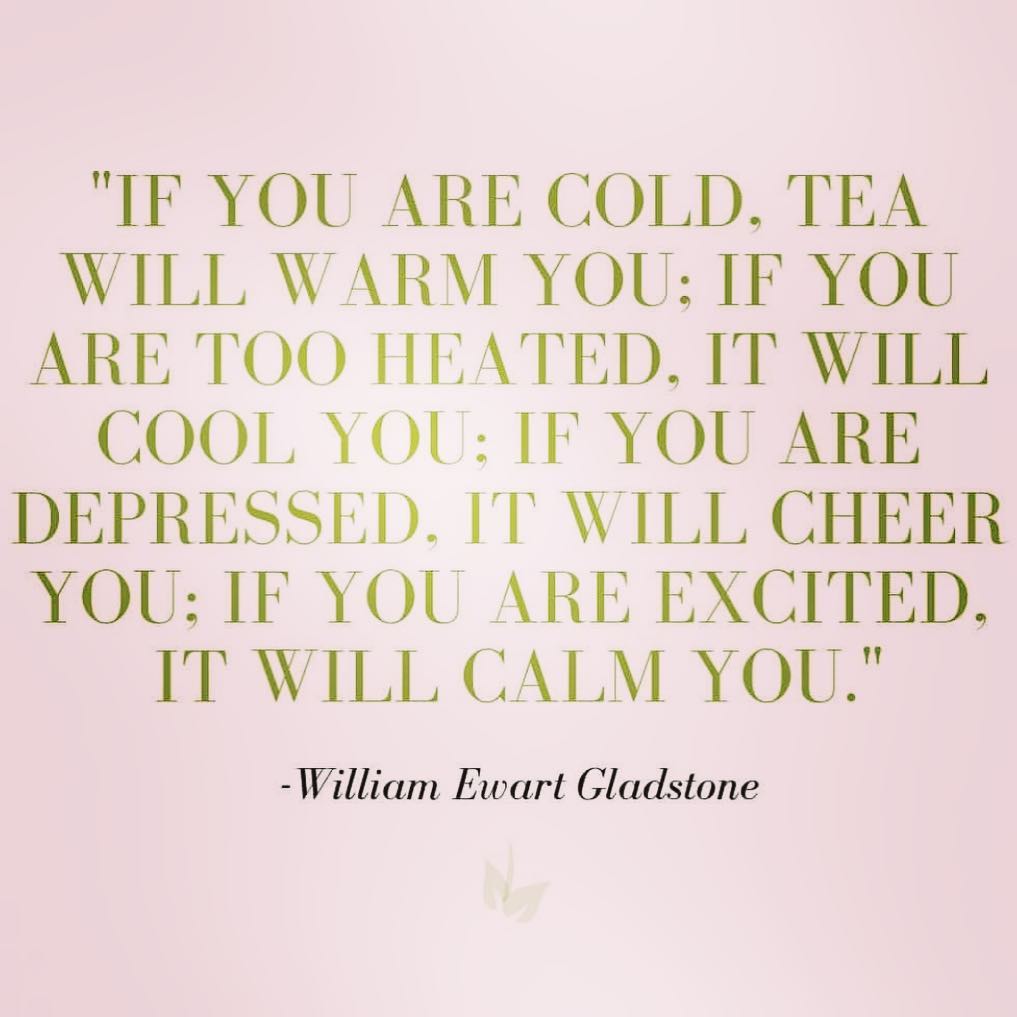 "IF YOU ARE COLD, TEA
WILL WARM YOU; IF YOU
ARE TOO HEATED, IT WILL
COOL YOU; IF YOU ARE
DEPRESSED, IT WILL CHEER
YOU; IF YOU ARE EXCITED,
IT WILL CALM YOU."
-William Ewart Gladstone